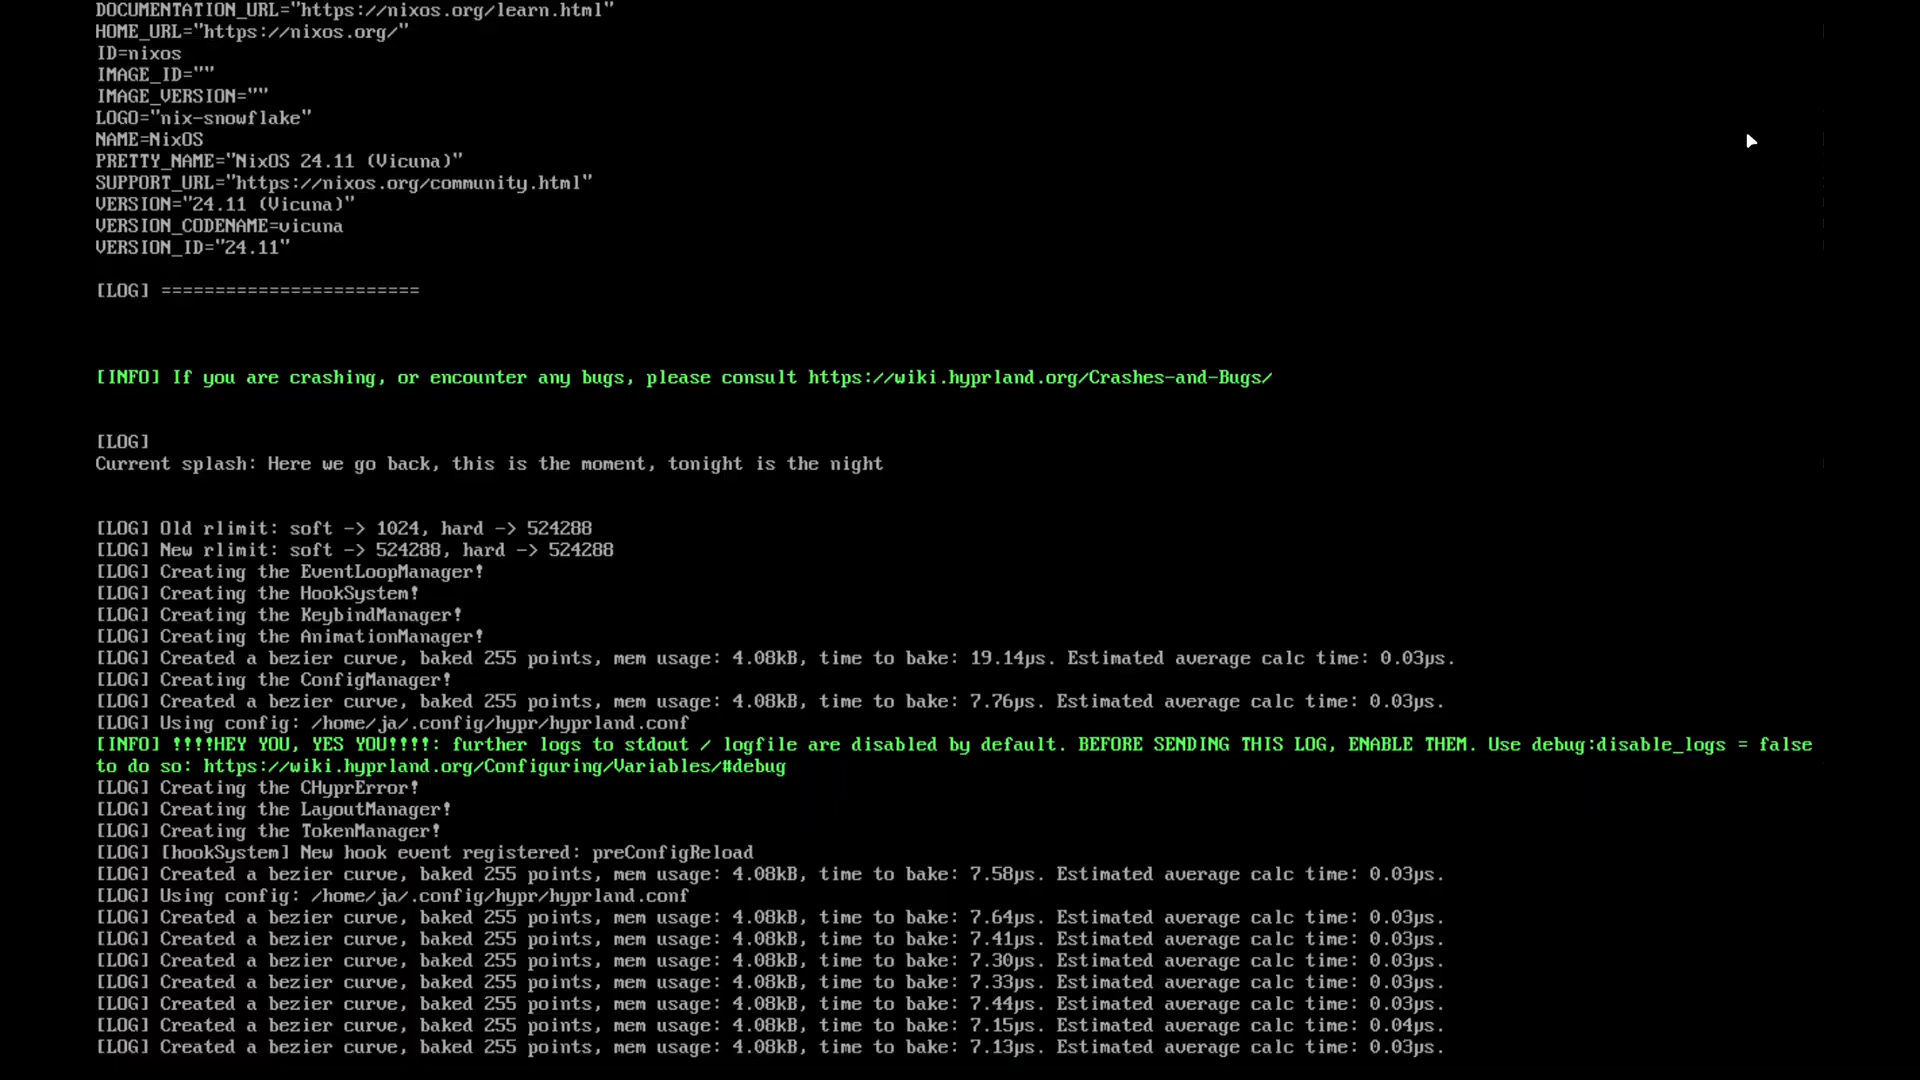 DOCUMENTATION_URL="https://nixos.org/learn.html"
HOME_URL="https://nixos.org/"
ID=nixos
IMAGE_ID=""
IMAGE_VERSION=""
LOGO="nix-snowflake"
NAME=NixOS
PRETTY_NAME="NixOS 24.11 (Vicuna)"
SUPPORT_URL="https://nixos.org/community.html"
VERSION="24.11 (Vicuna)"
VERSION_CODENAME=vicuna
VERSION_ID="24.11"
[LOG] ========================
[INFO] If you are crashing, or encounter any bugs, please consult https://wiki.hyprland.org/Crashes-and-Bugs/
[LOG]
Current splash: Here we go back, this is the moment, tonight is the night
[LOG] Old rlimit: soft -> 1024, hard -> 524288
[LOG] New rlimit: soft -> 524288, hard -> 524288
[LOG] Creating the EventLoopManager!
[LOG] Creating the HookSystem!
[LOG] Creating the KeybindManager!
[LOG] Creating the AnimationManager!
[LOG] Created a bezier curve, baked 255 points, mem usage: 4.08kB, time to bake: 19.14µs. Estimated average calc time: 0.03µs.
[LOG] Creating the ConfigManager!
[LOG] Created a bezier curve, baked 255 points, mem usage: 4.08kB, time to bake: 7.76µs. Estimated average calc time: 0.03µs.
[LOG] Using config: /home/ja/.config/hypr/hyprland.conf
[INFO] !!!!HEY YOU, YES YOU!!!!: further logs to stdout / logfile are disabled by default. BEFORE SENDING THIS LOG, ENABLE THEM. Use debug:disable_logs = false
to do so: https://wiki.hyprland.org/Configuring/Variables/#debug
[LOG] Creating the CHyprError!
[LOG] Creating the LayoutManager!
[LOG] Creating the TokenManager!
[LOG] [hookSystem] New hook event registered: preConfigReload
[LOG] Created a bezier curve, baked 255 points, mem usage: 4.08kB, time to bake: 7.58µs. Estimated average calc time: 0.03µs.
[LOG] Using config: /home/ja/.config/hypr/hyprland.conf
[LOG] Created a bezier curve, baked 255 points, mem usage: 4.08kB, time to bake: 7.64µs. Estimated average calc time: 0.03µs.
[LOG] Created a bezier curve, baked 255 points, mem usage: 4.08kB, time to bake: 7.41µs. Estimated average calc time: 0.03µs.
[LOG] Created a bezier curve, baked 255 points, mem usage: 4.08kB, time to bake: 7.30µs. Estimated average calc time: 0.03µs.
[LOG] Created a bezier curve, baked 255 points, mem usage: 4.08kB, time to bake: 7.33µs. Estimated average calc time: 0.03µs.
[LOG] Created a bezier curve, baked 255 points, mem usage: 4.08kB, time to bake: 7.44µs. Estimated average calc time: 0.03µs.
[LOG] Created a bezier curve, baked 255 points, mem usage: 4.08kB, time to bake: 7.15µs. Estimated average calc time: 0.04µs.
[LOG] Created a bezier curve, baked 255 points, mem usage: 4.08kB, time to bake: 7.13µs. Estimated average calc time: 0.03µs.